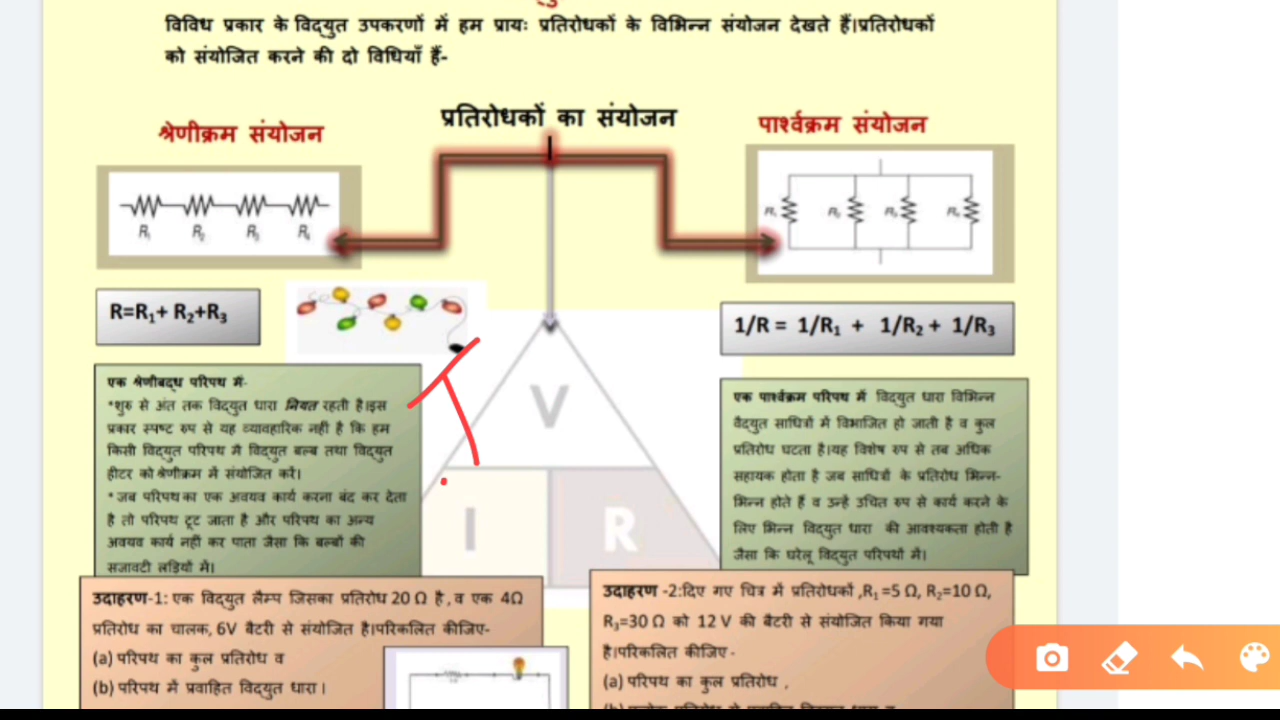 विविध प्रकार के विद्युत उपकरणों में हम प्रायः प्रतिरोधकों के विभिन्न संयोजन देखते हैं।प्रतिरोधकों
को संयोजित करने की दो विधियाँ हैं-
प्रतिरोधकों का संयोजन
श्रेणीक्रम संयोजन
R₁ R₂ R₃ R₄
R=R₁+ R₂+R₃
एक श्रेणीबद्ध परिपथ में-
*शुरु से अंत तक विद्युत धारा नियत रहती है।इस
प्रकार स्पष्ट रुप से यह व्यावहारिक नहीं है कि हम
किसी विद्युत परिपथ में विद्युत बल्ब तथा विद्युत
हीटर को श्रेणीक्रम में संयोजित करें।
*जब परिपथ का एक अवयव कार्य करना बंद कर देता
है तो परिपथ टूट जाता है और परिपथ का अन्य
अवयव कार्य नहीं कर पाता जैसा कि बल्बों की
सजावटी लड़ियों में।
V
I R
पार्श्वक्रम संयोजन
1/R = 1/R₁ + 1/R₂ + 1/R₃
एक पार्श्वक्रम परिपथ में विद्युत धारा विभिन्न
वैद्युत साधित्रों में विभाजित हो जाती है व कुल
प्रतिरोध घटता है।यह विशेष रुप से तब अधिक
सहायक होता है जब साधित्रों के प्रतिरोध भिन्न-
भिन्न होते हैं व उन्हें उचित रुप से कार्य करने के
लिए भिन्न विद्युत धारा की आवश्यकता होती है
जैसा कि घरेलू विद्युत परिपथों में।
उदाहरण-1: एक विद्युत लैम्प जिसका प्रतिरोध 20 Ω है, व एक 4Ω
प्रतिरोध का चालक, 6V बैटरी से संयोजित है।परिकलित कीजिए-
(a) परिपथ का कुल प्रतिरोध व
(b) परिपथ में प्रवाहित विद्युत धारा।
उदाहरण -2:दिए गए चित्र में प्रतिरोधकों ,R₁ =5 Ω, R₂=10 Ω,
R₃=30 Ω को 12 V की बैटरी से संयोजित किया गया
है।परिकलित कीजिए -
(a) परिपथ का कुल प्रतिरोध ,